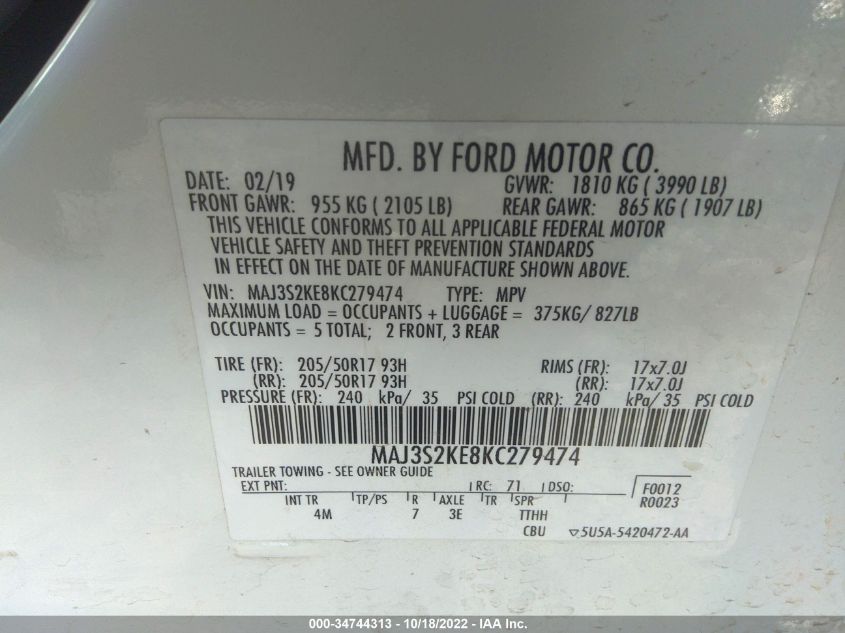 MFD. BY FORD MOTOR CO.
DATE: 02/19 GVWR: 1810 KG ( 3990 LB)
FRONT GAWR: 955 KG ( 2105 LB) REAR GAWR: 865 KG ( 1907 LB)
THIS VEHICLE CONFORMS TO ALL APPLICABLE FEDERAL MOTOR
VEHICLE SAFETY AND THEFT PREVENTION STANDARDS
IN EFFECT ON THE DATE OF MANUFACTURE SHOWN ABOVE.
VIN: MAJ3S2KE8KC279474 TYPE: MPV
MAXIMUM LOAD = OCCUPANTS + LUGGAGE = 375KG/ 827LB
OCCUPANTS = 5 TOTAL; 2 FRONT, 3 REAR
TIRE (FR): 205/50R17 93H RIMS (FR): 17x7.0J
(RR): 205/50R17 93H (RR): 17x7.0J
PRESSURE (FR): 240 kPa/ 35 PSI COLD (RR): 240 kPa/ 35 PSI COLD
MAJ3S2KE8KC279474
TRAILER TOWING - SEE OWNER GUIDE
EXT PNT: RC: 71 DSO: F0012
INT TR TP/PS R AXLE TR SPR R0023
4M 7 3E TTHH
CBU ▽5U5A-5420472-AA
000-34744313 - 10/18/2022 - IAA Inc.